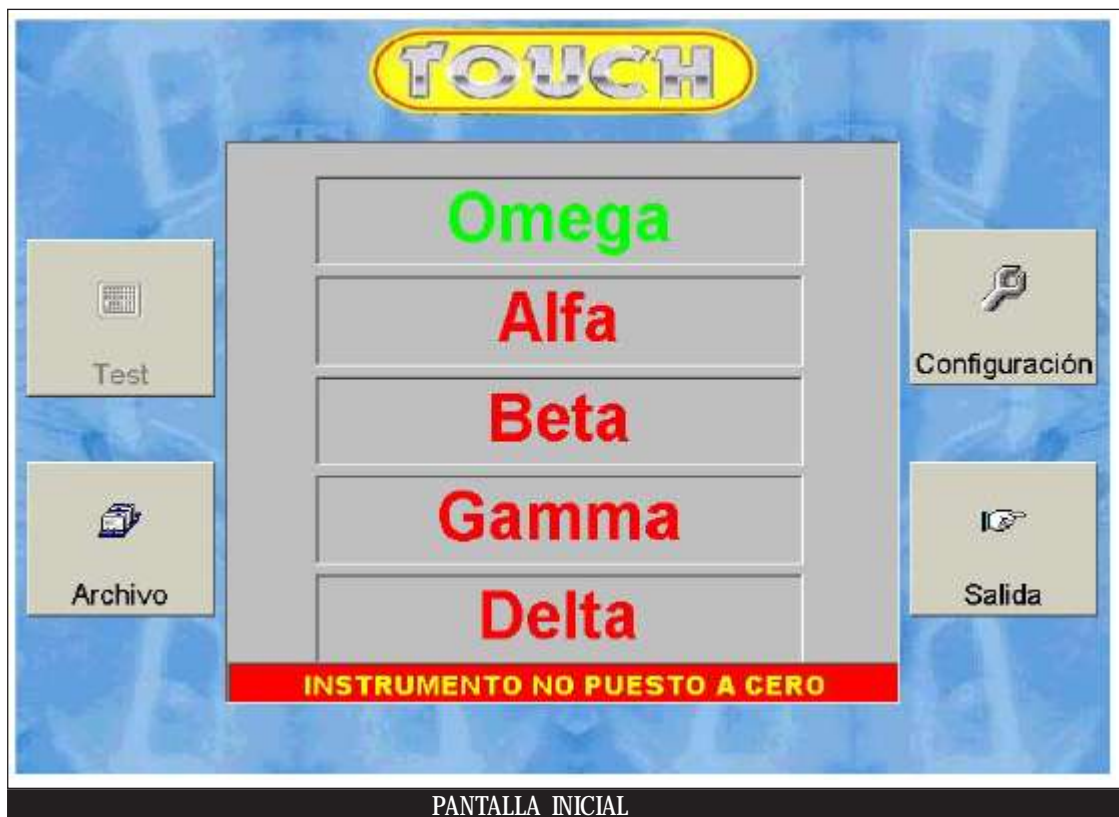 TOUCH
Omega
Alfa
Beta
Gamma
Delta
Test
Archivo
Configuración
Salida
INSTRUMENTO NO PUESTO A CERO
PANTALLA INICIAL